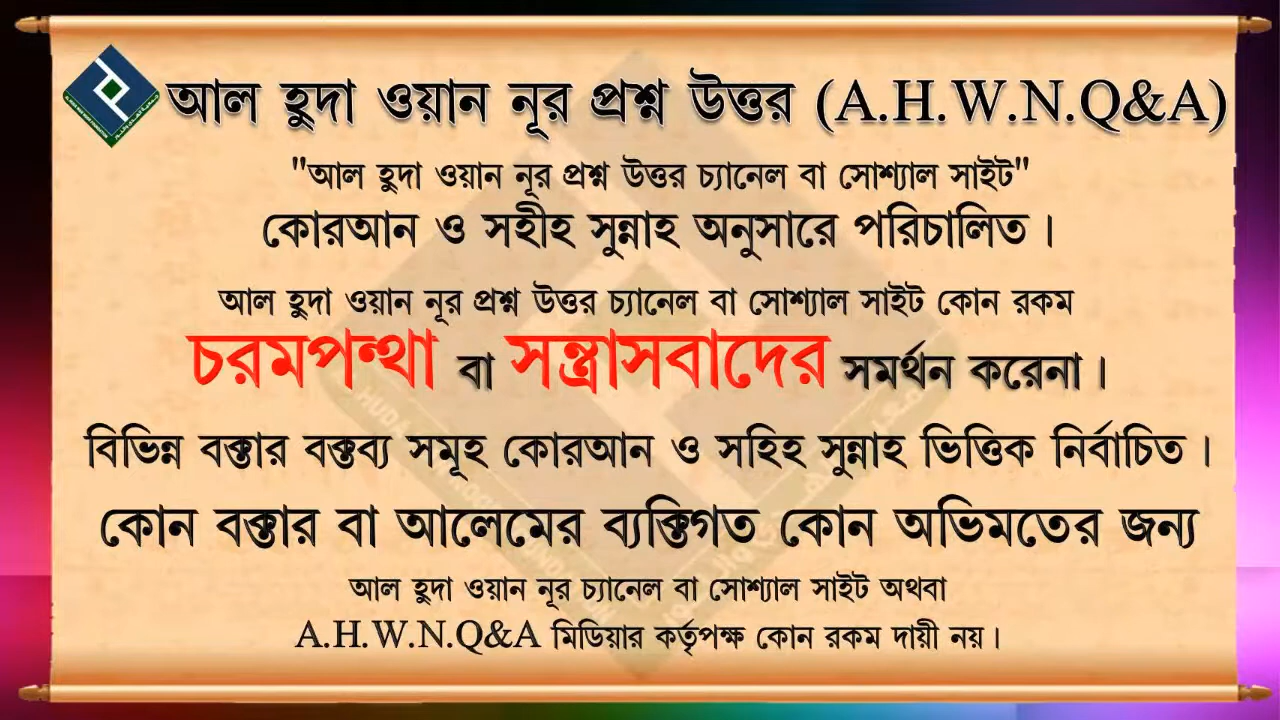 আল হুদা ওয়ান নূর প্রশ্ন উত্তর (A.H.W.N.Q&A)
"আল হুদা ওয়ান নূর প্রশ্ন উত্তর চ্যানেল বা সোশ্যাল সাইট"
কোরআন ও সহীহ সুন্নাহ অনুসারে পরিচালিত।
আল হুদা ওয়ান নূর প্রশ্ন উত্তর চ্যানেল বা সোশ্যাল সাইট কোন রকম
চরমপন্থা বা সন্ত্রাসবাদের সমর্থন করেনা।
বিভিন্ন বক্তার বক্তব্য সমূহ কোরআন ও সহিহ সুন্নাহ ভিত্তিক নির্বাচিত।
কোন বক্তার বা আলেমের ব্যক্তিগত কোন অভিমতের জন্য
আল হুদা ওয়ান নূর চ্যানেল বা সোশ্যাল সাইট অথবা
A.H.W.N.Q&A মিডিয়ার কর্তৃপক্ষ কোন রকম দায়ী নয়।